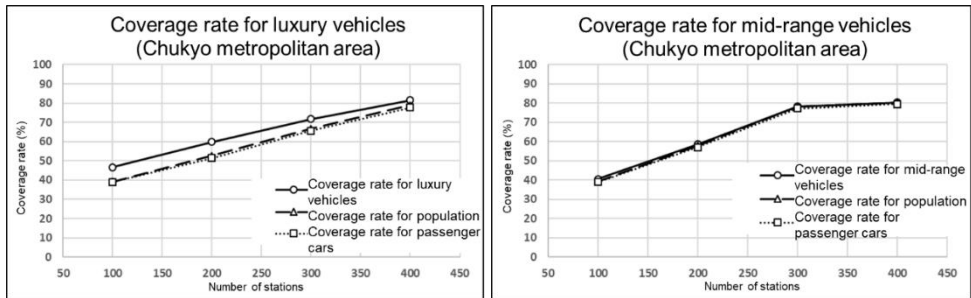 Coverage rate for luxury vehicles
(Chukyo metropolitan area)
Coverage rate (%)
100
90
80
70
60
50
40
30
20
10
0
Coverage rate for luxury
vehicles
Coverage rate for population
Coverage rate for passenger
cars
50 100 150 200 250 300 350 400 450
Number of stations
Coverage rate for mid-range vehicles
(Chukyo metropolitan area)
Coverage rate (%)
100
90
80
70
60
50
40
30
20
10
0
Coverage rate for mid-range
vehicles
Coverage rate for population
Coverage rate for
passenger cars
50 100 150 200 250 300 350 400 450
Number of stations